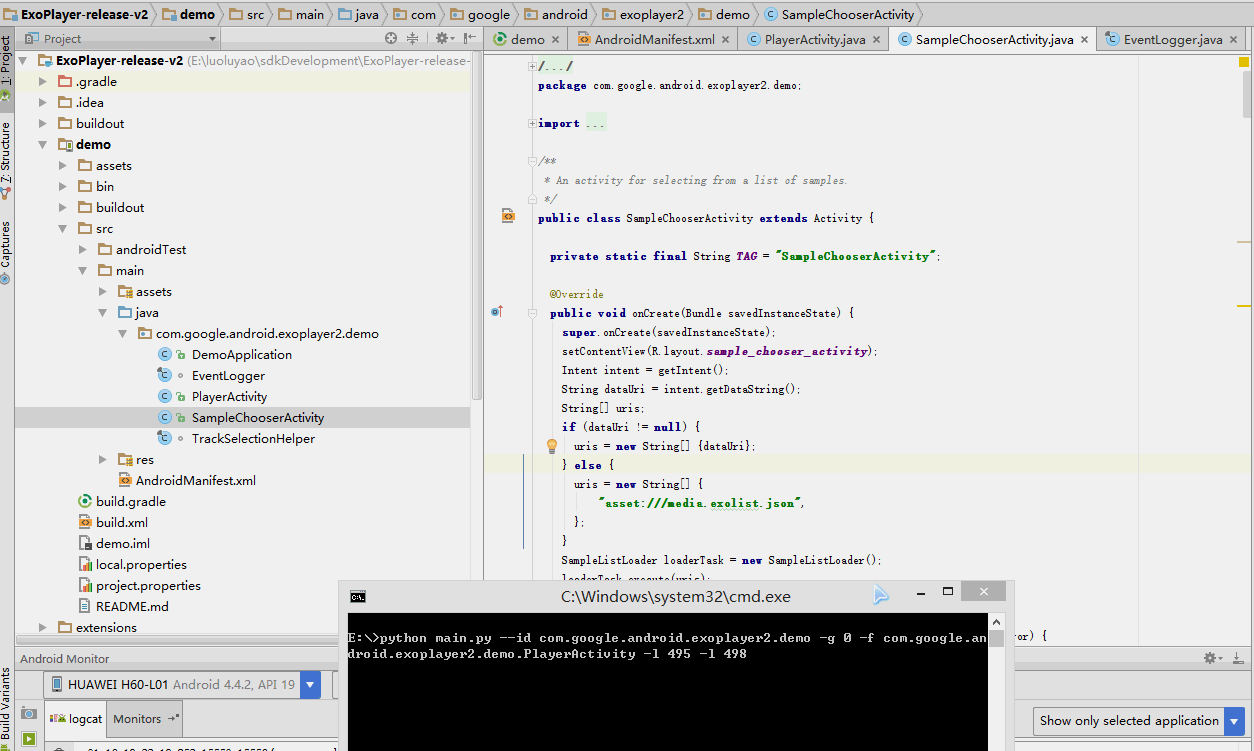 ExoPlayer-release-v2 demo src main java com google android exoplayer2 demo SampleChooserActivity
Project
demo AndroidManifest.xml PlayerActivity.java SampleChooserActivity.java EventLogger.java
1: Project
7: Structure
Captures
Build Variants
ExoPlayer-release-v2 (E:\luoluyao\sdkDevelopment\ExoPlayer-release-
.gradle
.idea
buildout
demo
assets
bin
buildout
src
androidTest
main
assets
java
com.google.android.exoplayer2.demo
DemoApplication
EventLogger
PlayerActivity
SampleChooserActivity
TrackSelectionHelper
res
AndroidManifest.xml
build.gradle
build.xml
demo.iml
local.properties
project.properties
README.md
extensions
/.../
package com.google.android.exoplayer2.demo;
import ...
/**
* An activity for selecting from a list of samples.
*/
public class SampleChooserActivity extends Activity {
private static final String TAG = "SampleChooserActivity";
@Override
public void onCreate(Bundle savedInstanceState) {
super.onCreate(savedInstanceState);
setContentView(R.layout.sample_chooser_activity);
Intent intent = getIntent();
String dataUri = intent.getDataString();
String[] uris;
if (dataUri != null) {
uris = new String[] {dataUri};
} else {
uris = new String[] {
"asset:///media.exolist.json",
};
}
SampleListLoader loaderTask = new SampleListLoader();
loaderTask.execute(uris);
or) {
C:\Windows\system32\cmd.exe
E:\>python main.py --id com.google.android.exoplayer2.demo -g 0 -f com.google.an
droid.exoplayer2.demo.PlayerActivity -l 495 -l 498
Android Monitor
HUAWEI H60-L01 Android 4.4.2, API 19
logcat Monitors
Show only selected application